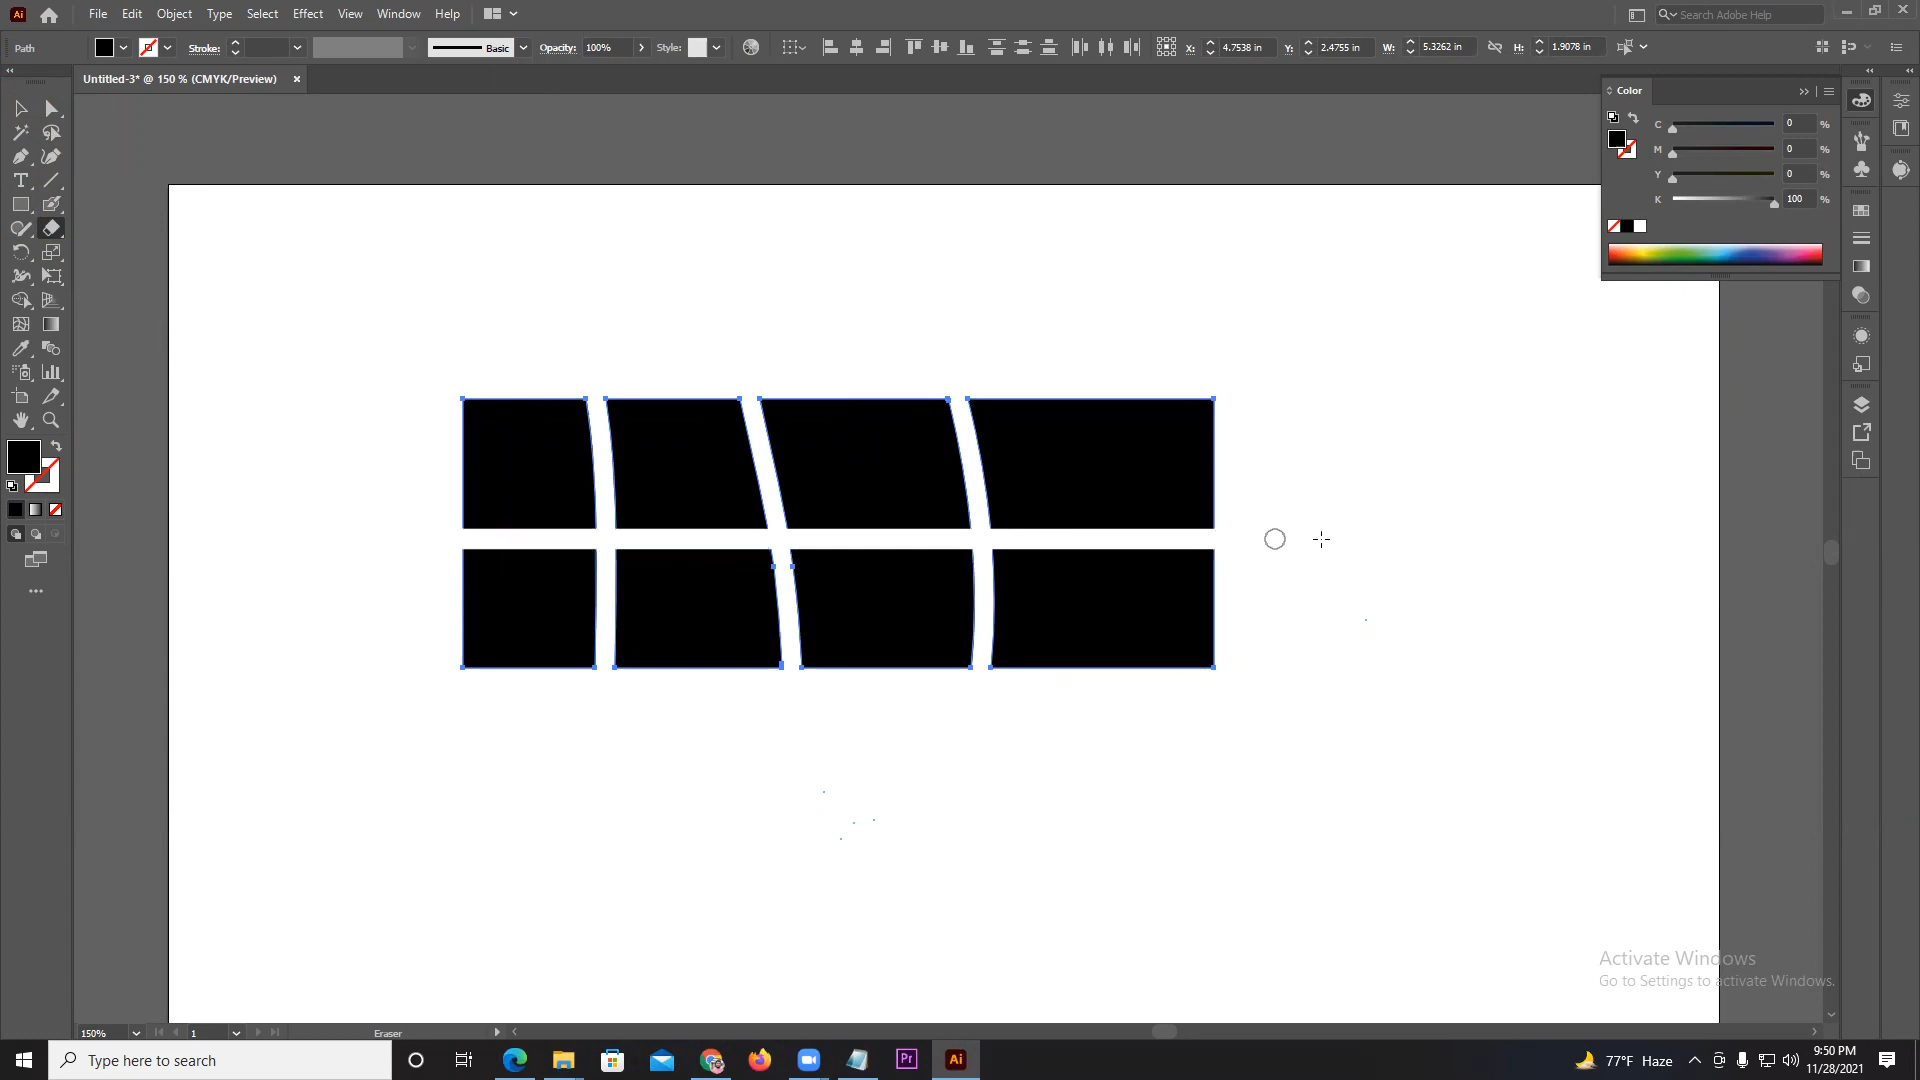 Ai File Edit Object Type Select Effect View Window Help Search Adobe Help
Path Stroke: Basic Opacity: 100% Style: X: 4.7538 in Y: 2.4755 in W: 5.3262 in H: 1.9078 in
Untitled-3* @ 150 % (CMYK/Preview)
Color
C 0 %
M 0 %
Y 0 %
K 100 %
Activate Windows
Go to Settings to activate Windows.
150% 1 Eraser
Type here to search Pr Ai 77°F Haze 9:50 PM
11/28/2021